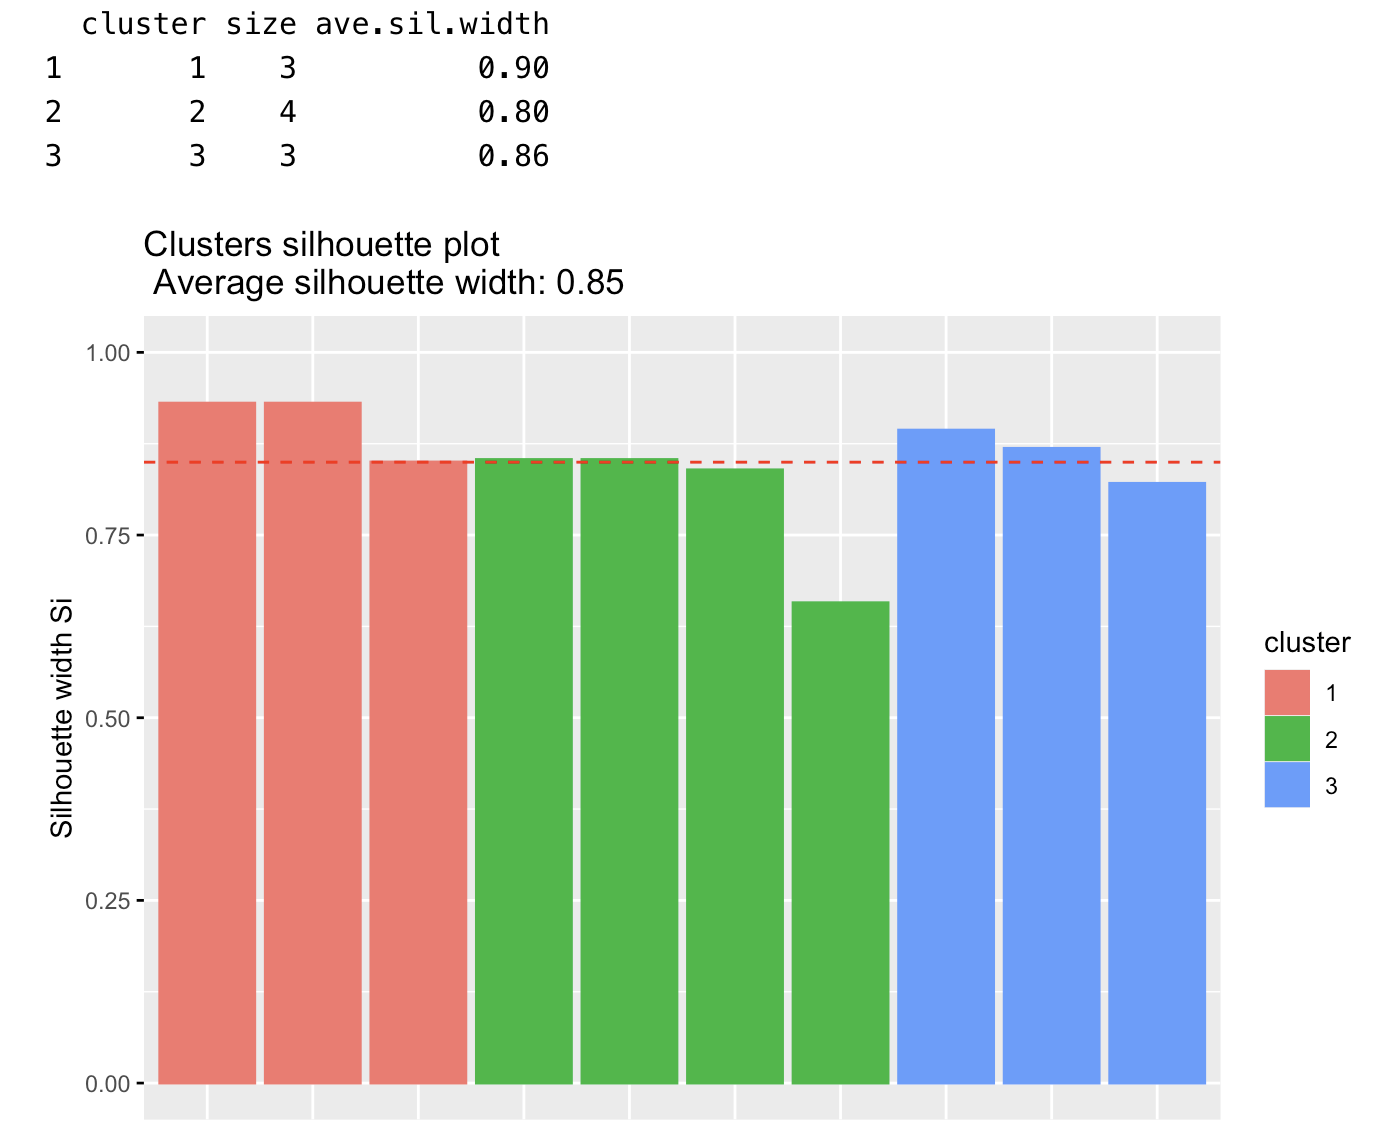 cluster size ave.sil.width
1 1 3 0.90
2 2 4 0.80
3 3 3 0.86
Clusters silhouette plot
Average silhouette width: 0.85
1.00
0.75
0.50
0.25
0.00
Silhouette width Si
cluster
1
2
3